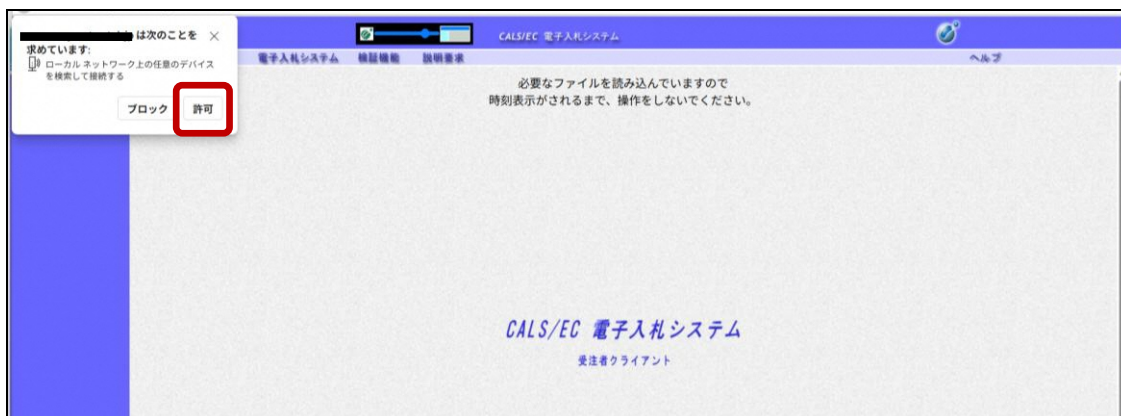 は次のことを
求めています:
ローカル ネットワーク上の任意のデバイス
を検索して接続する
ブロック
許可
CALS/EC 電子入札システム
電子入札システム 検証機能 説明要求 ヘルプ
必要なファイルを読み込んでいますので
時刻表示がされるまで、操作をしないでください。
CALS/EC 電子入札システム
受注者クライアント